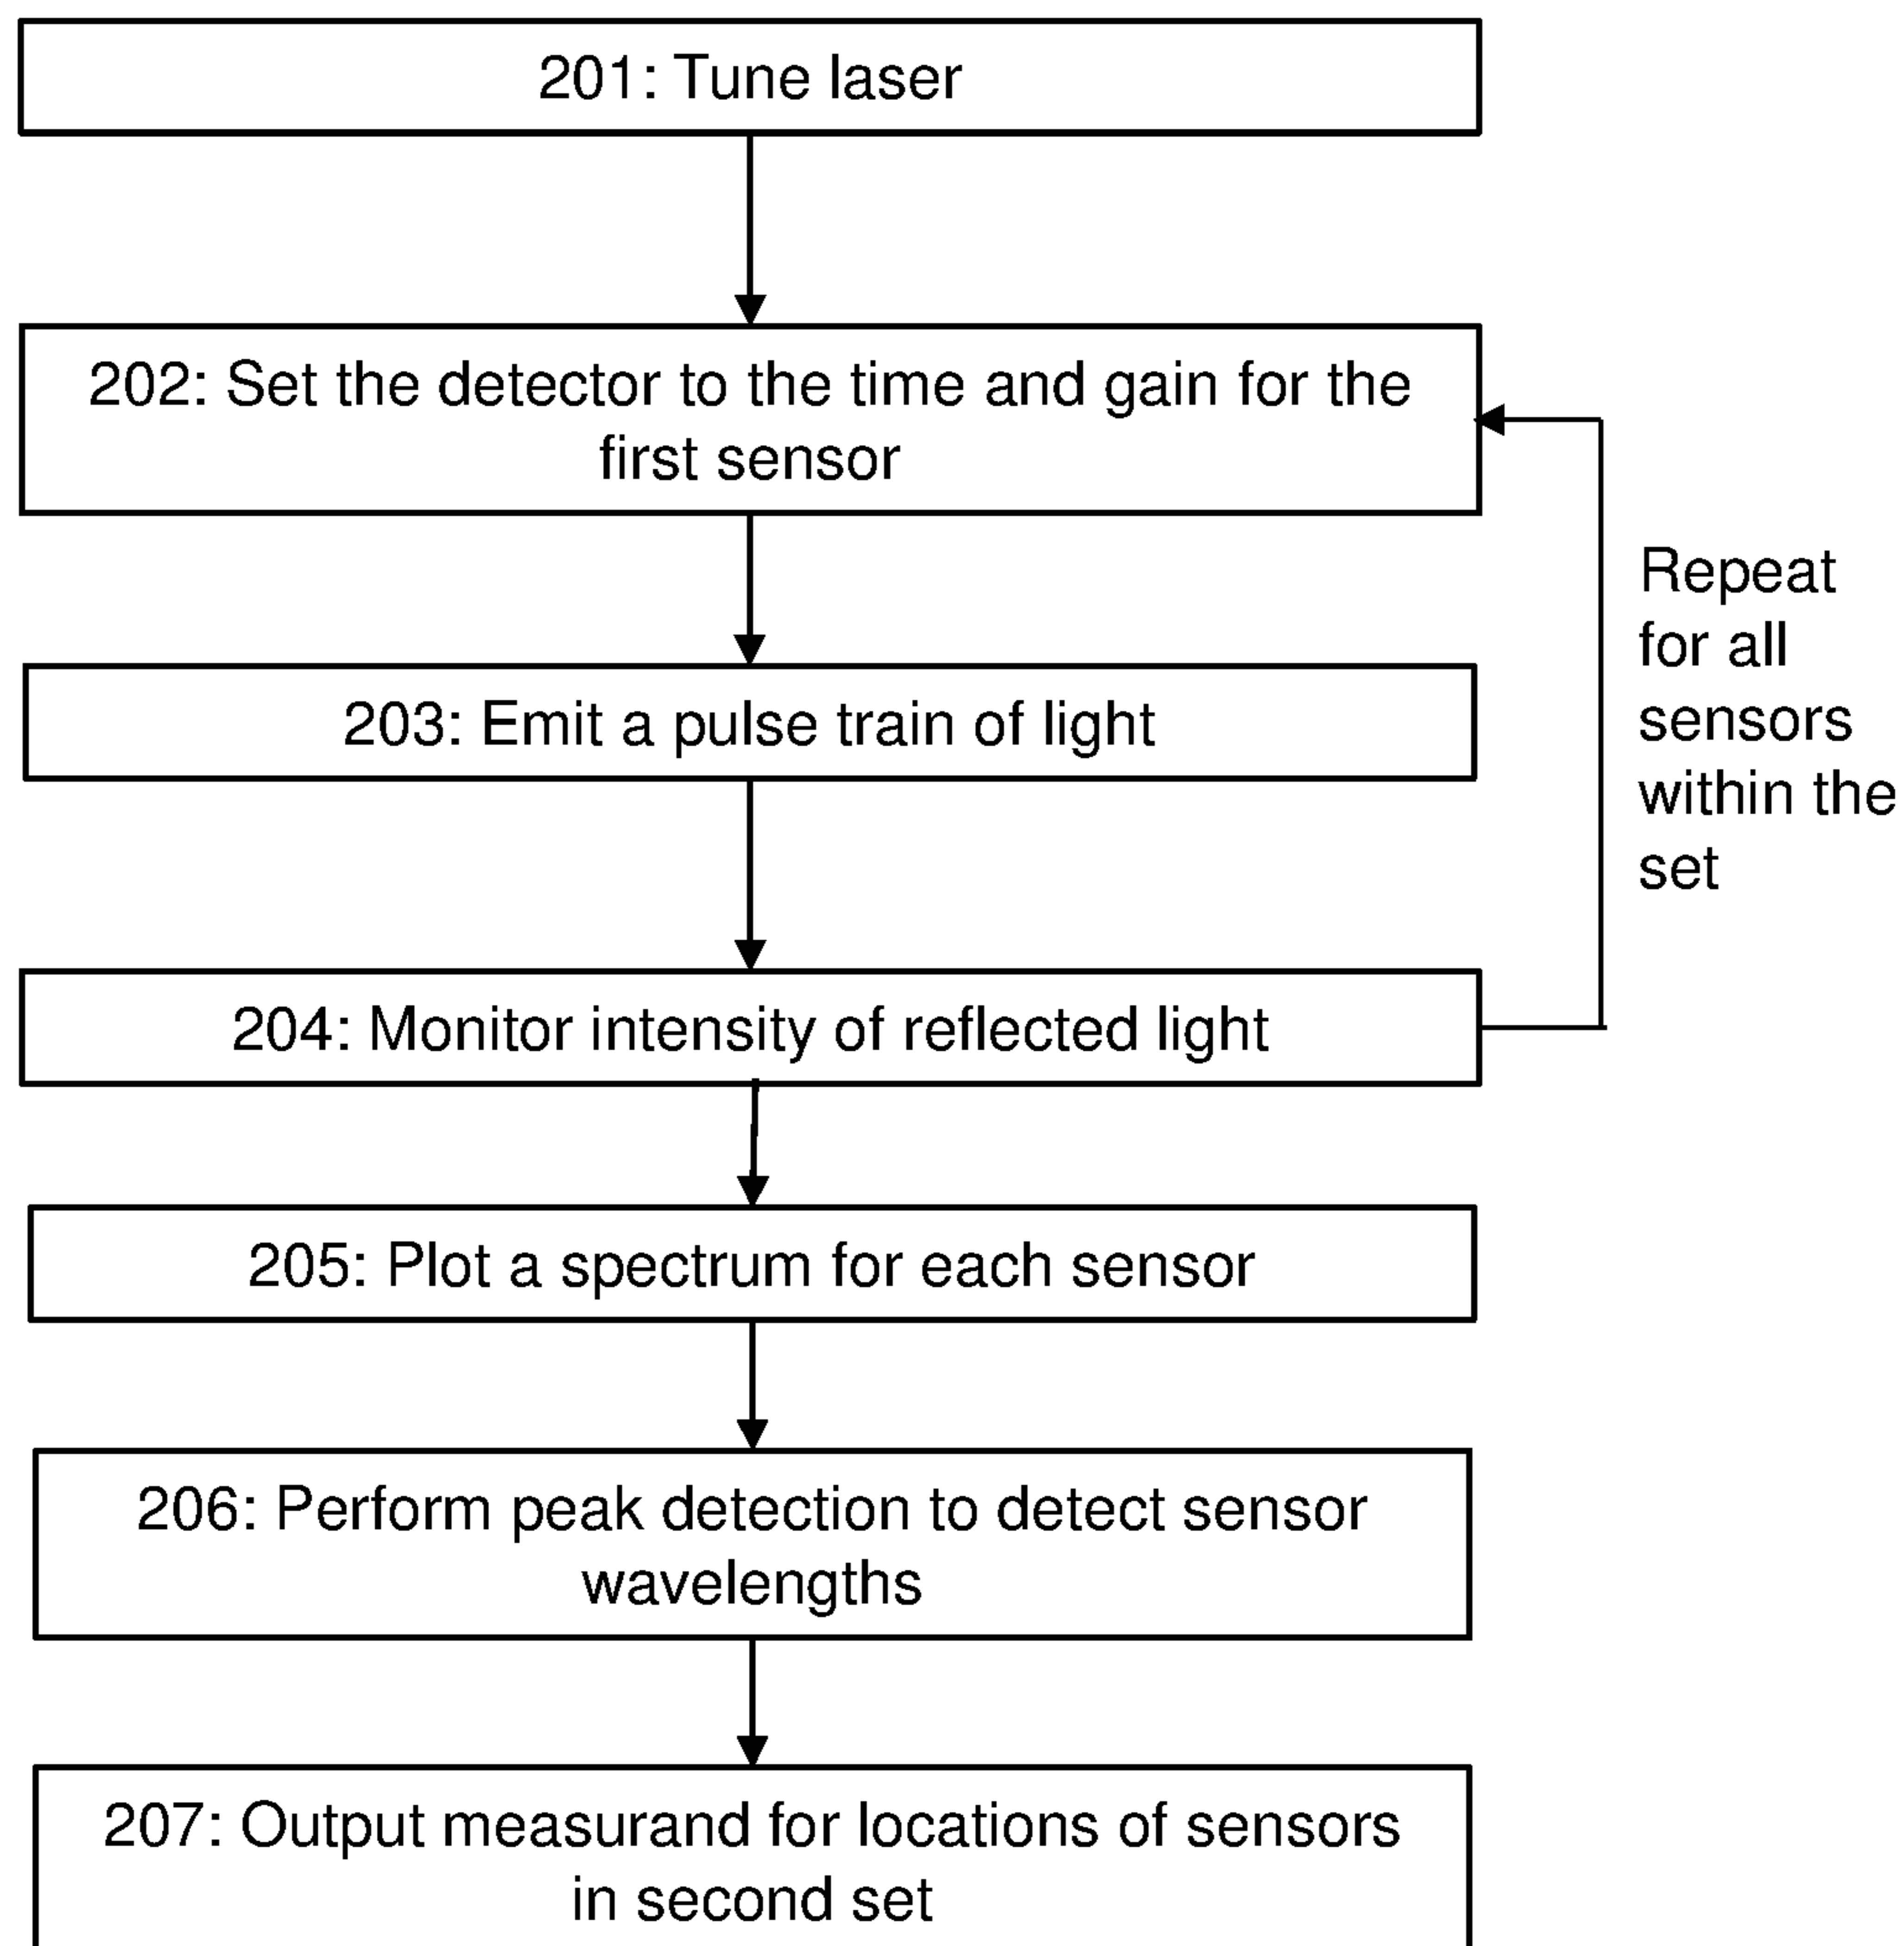 201: Tune laser
202: Set the detector to the time and gain for the
first sensor
203: Emit a pulse train of light
Repeat
for all
sensors
within the
set
204: Monitor intensity of reflected light
205: Plot a spectrum for each sensor
206: Perform peak detection to detect sensor
wavelengths
207: Output measurand for locations of sensors
in second set